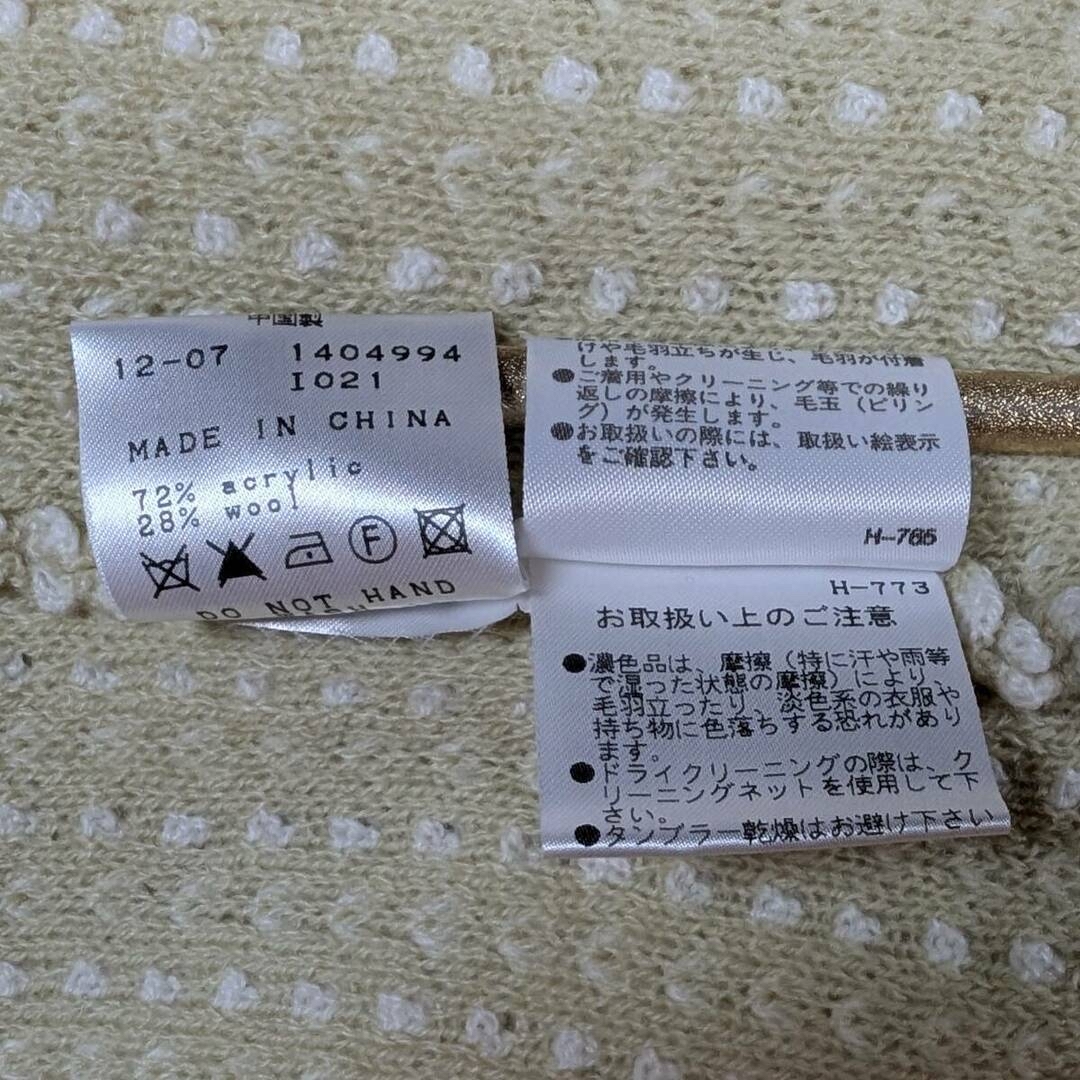 中国製
12-07 1404994
I021
MADE IN CHINA
72% acrylic
28% wool
F
DO NOT HAND
けや毛羽立ちが生じ、毛羽が付着
します。
●ご着用やクリーニング等での繰り
返しの摩擦により、毛玉（ピリン
グ）が発生します。
●お取扱いの際には、取扱い絵表示
をご確認下さい。
H-765
H-773
お取扱い上のご注意
●濃色品は、摩擦（特に汗や雨等
で湿った状態の摩擦）により、
毛羽立ったり、淡色系の衣服や
持ち物に色落ちする恐れがあり
ます。
●ドライクリーニングの際は、ク
リーニングネットを使用して下
さい。
●タンブラー乾燥はお避け下さい